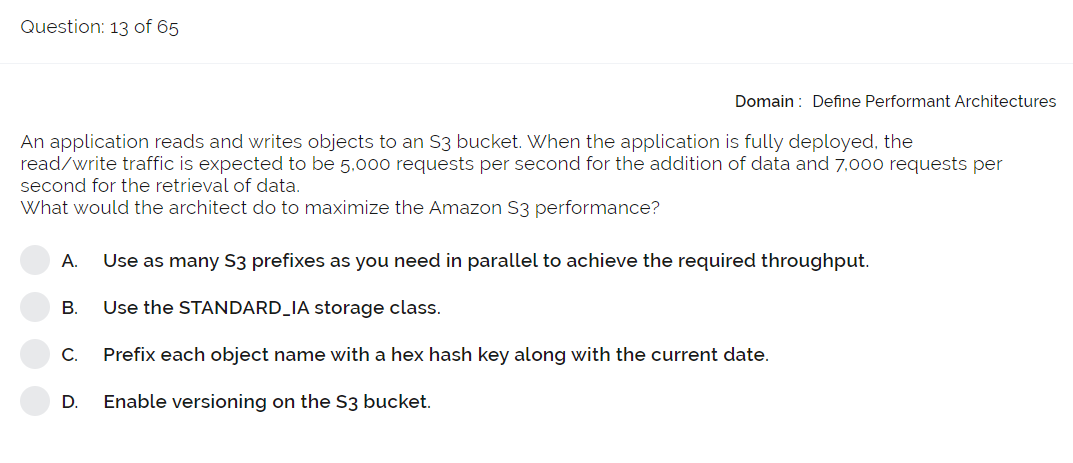 Question: 13 of 65
Domain : Define Performant Architectures
An application reads and writes objects to an S3 bucket. When the application is fully deployed, the
read/write traffic is expected to be 5,000 requests per second for the addition of data and 7,000 requests per
second for the retrieval of data.
What would the architect do to maximize the Amazon S3 performance?
A. Use as many S3 prefixes as you need in parallel to achieve the required throughput.
B. Use the STANDARD_IA storage class.
C. Prefix each object name with a hex hash key along with the current date.
D. Enable versioning on the S3 bucket.